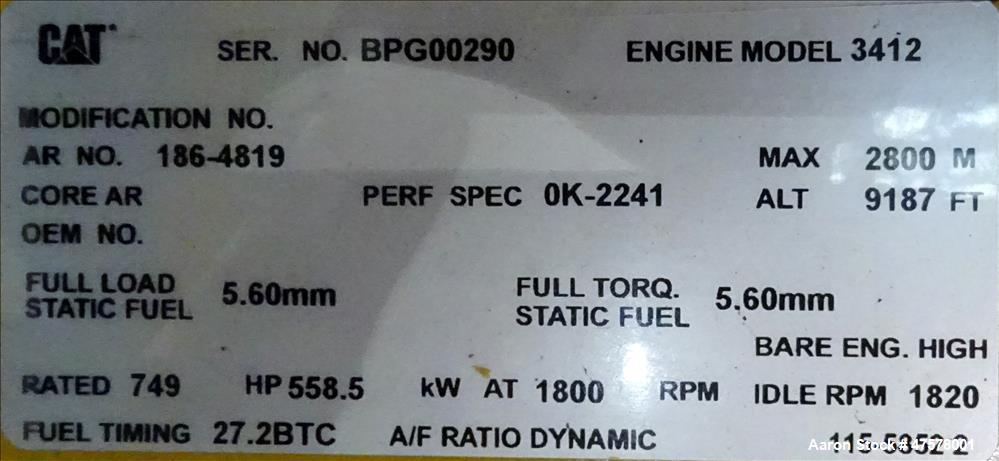 CAT SER. NO. BPG00290 ENGINE MODEL 3412
MODIFICATION NO.
AR NO. 186-4819 MAX 2800 M
CORE AR PERF SPEC 0K-2241 ALT 9187 FT
OEM NO.
FULL LOAD STATIC FUEL 5.60mm FULL TORQ. STATIC FUEL 5.60mm
BARE ENG. HIGH
RATED 749 HP 558.5 kW AT 1800 RPM IDLE RPM 1820
FUEL TIMING 27.2BTC A/F RATIO DYNAMIC
Aaron Stock # 47578001